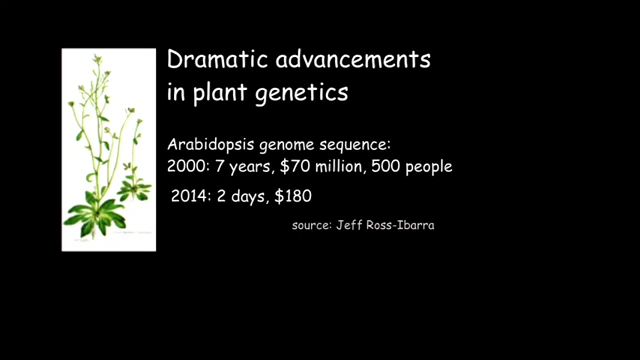 Dramatic advancements
in plant genetics
Arabidopsis genome sequence:
2000: 7 years, $70 million, 500 people
2014: 2 days, $180
source: Jeff Ross-Ibarra